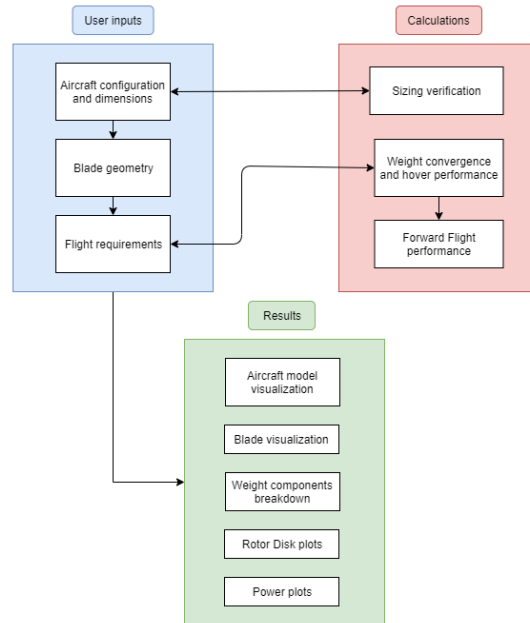 User inputs
Aircraft configuration
and dimensions
Blade geometry
Flight requirements
Calculations
Sizing verification
Weight convergence
and hover performance
Forward Flight
performance
Results
Aircraft model
visualization
Blade visualization
Weight components
breakdown
Rotor Disk plots
Power plots